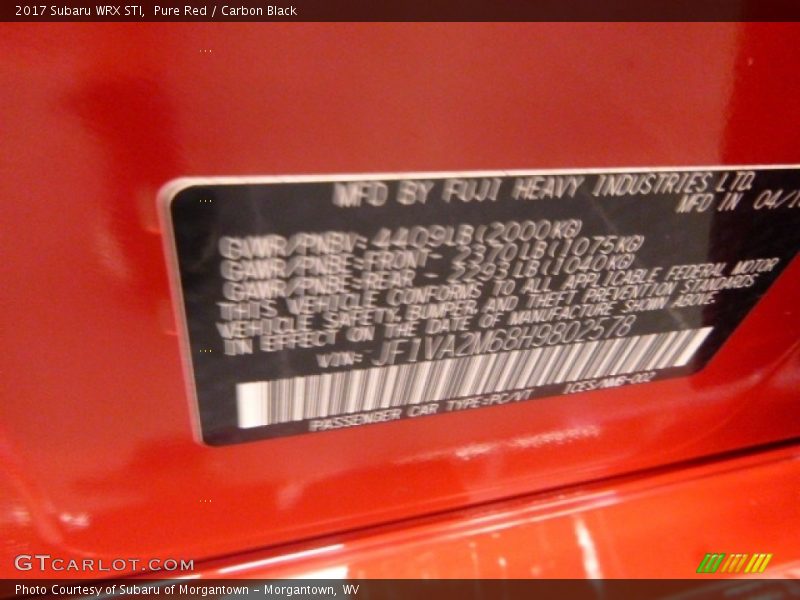 2017 Subaru WRX STI, Pure Red / Carbon Black
MFD BY FUJI HEAVY INDUSTRIES LTD.
MFD IN 04/1
GVWR/PNBV: 4409LB(2000KG)
GAWR/PNBE:FRONT- 2370LB(1075KG)
GAWR/PNBE:REAR - 2293LB(1040KG)
THIS VEHICLE CONFORMS TO ALL APPLICABLE FEDERAL MOTOR
VEHICLE SAFETY, BUMPER, AND THEFT PREVENTION STANDARDS
IN EFFECT ON THE DATE OF MANUFACTURE SHOWN ABOVE.
VIN: JF1VA2M68H9802578
PASSENGER CAR TYPE:PC/VT ICES/NMB-002
GTCARLOT.COM
Photo Courtesy of Subaru of Morgantown - Morgantown, WV